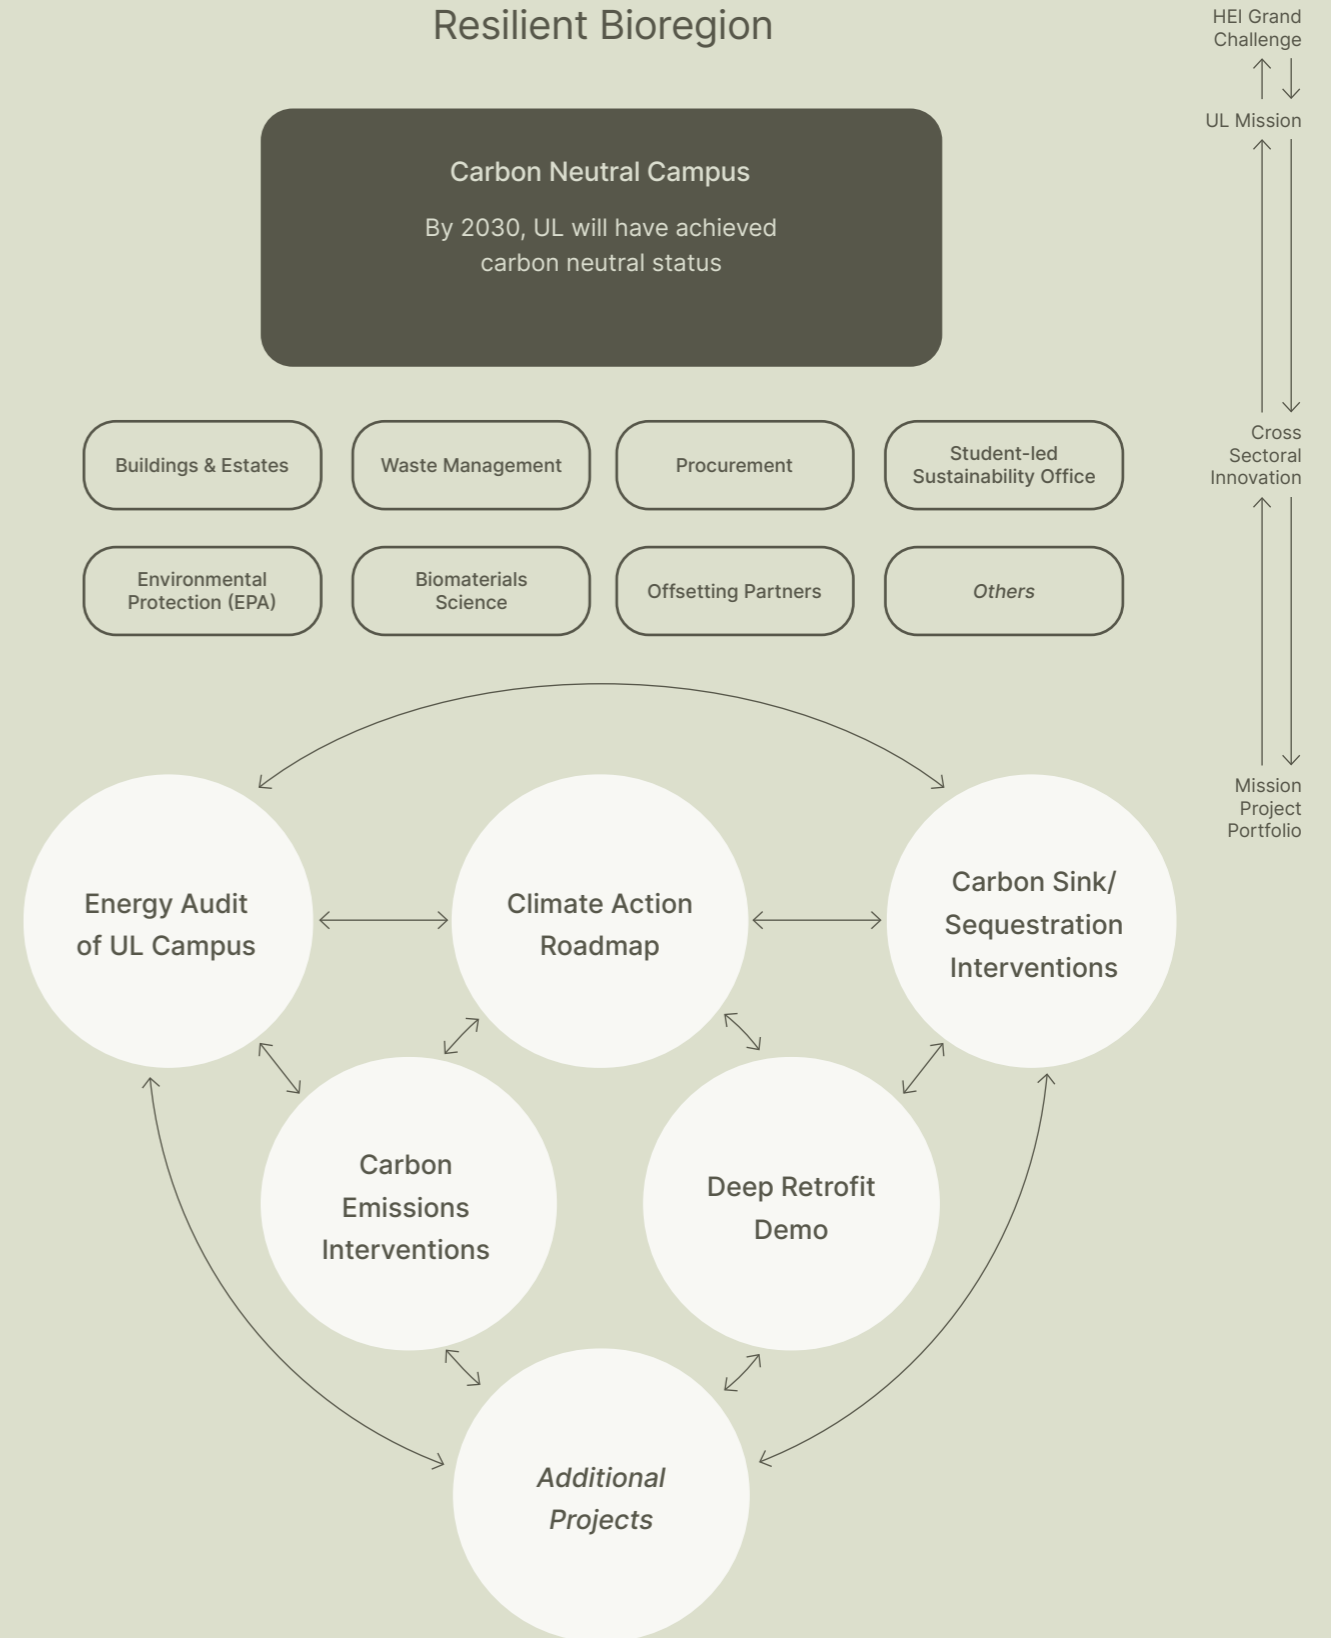 Resilient Bioregion
HEI Grand
Challenge
UL Mission
Carbon Neutral Campus
By 2030, UL will have achieved
carbon neutral status
Cross
Sectoral
Innovation
Buildings & Estates
Waste Management
Procurement
Student-led
Sustainability Office
Environmental
Protection (EPA)
Biomaterials
Science
Offsetting Partners
Others
Mission
Project
Portfolio
Energy Audit
of UL Campus
Climate Action
Roadmap
Carbon Sink/
Sequestration
Interventions
Carbon
Emissions
Interventions
Deep Retrofit
Demo
Additional
Projects